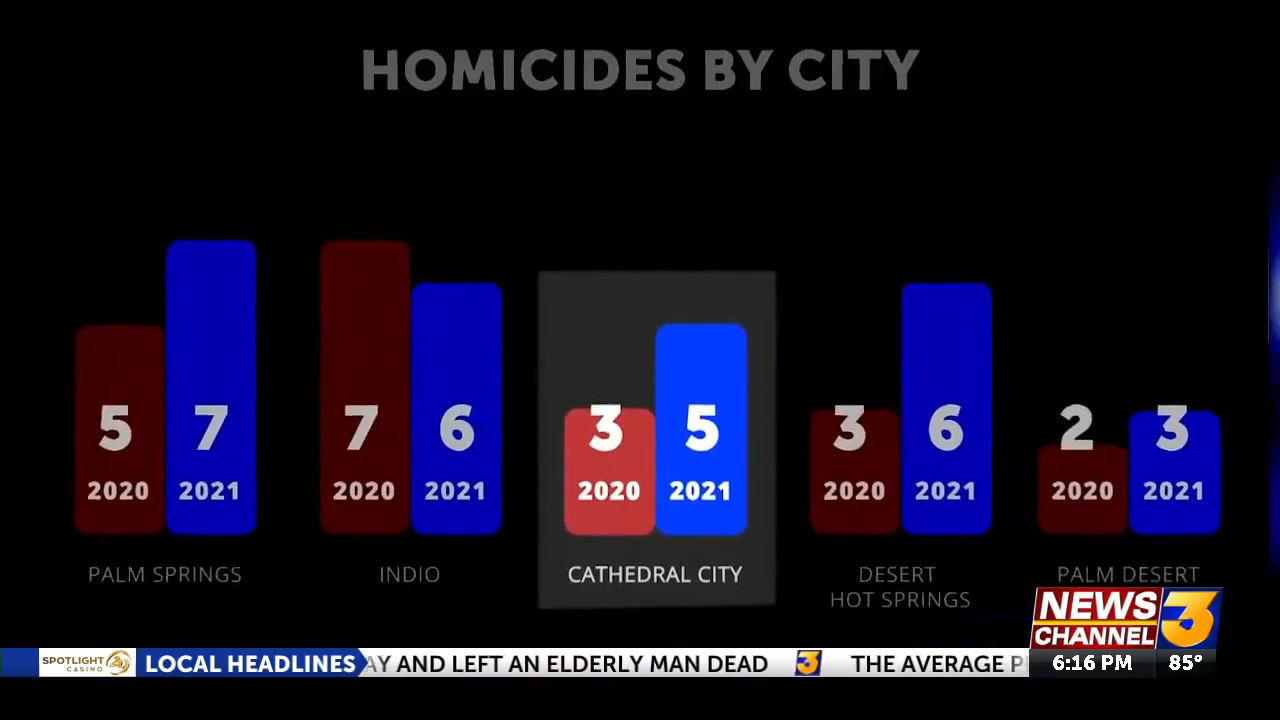 HOMICIDES BY CITY
5 7 7 6 3 5 3 6 2 3
2020 2021 2020 2021 2020 2021 2020 2021 2020 2021
PALM SPRINGS INDIO CATHEDRAL CITY DESERT PALM DESERT
HOT SPRINGS
NEWS
CHANNEL 3
SPOTLIGHT 29
CASINO
LOCAL HEADLINES AY AND LEFT AN ELDERLY MAN DEAD 3 THE AVERAGE
6:16 PM 85°